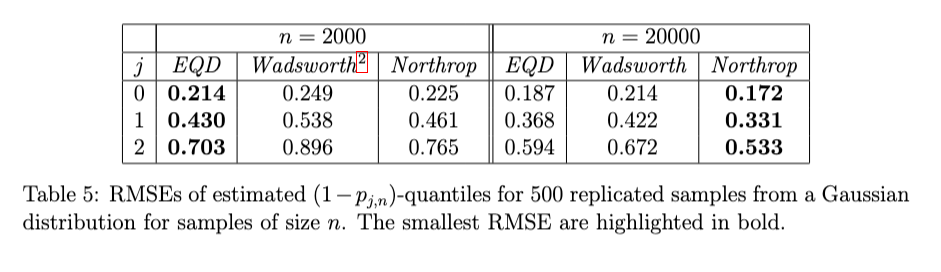 n = 2000 n = 20000
j EQD Wadsworth² Northrop EQD Wadsworth Northrop
0 0.214 0.249 0.225 0.187 0.214 0.172
1 0.430 0.538 0.461 0.368 0.422 0.331
2 0.703 0.896 0.765 0.594 0.672 0.533
Table 5: RMSEs of estimated (1−p_{j,n})-quantiles for 500 replicated samples from a Gaussian
distribution for samples of size n. The smallest RMSE are highlighted in bold.